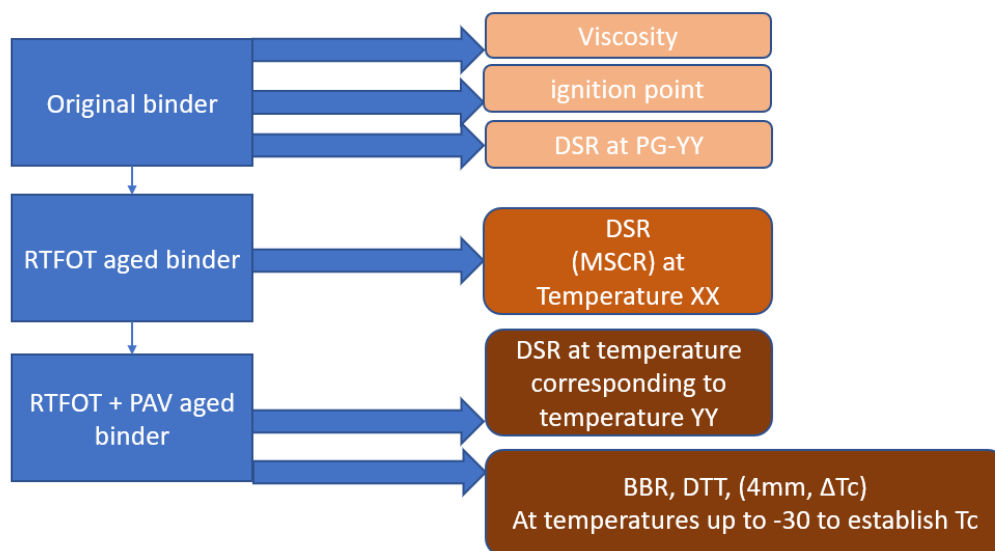 Original binder
Viscosity
ignition point
DSR at PG-YY
RTFOT aged binder
DSR
(MSCR) at
Temperature XX
RTFOT + PAV aged
binder
DSR at temperature
corresponding to
temperature YY
BBR, DTT, (4mm, ΔTc)
At temperatures up to -30 to establish Tc